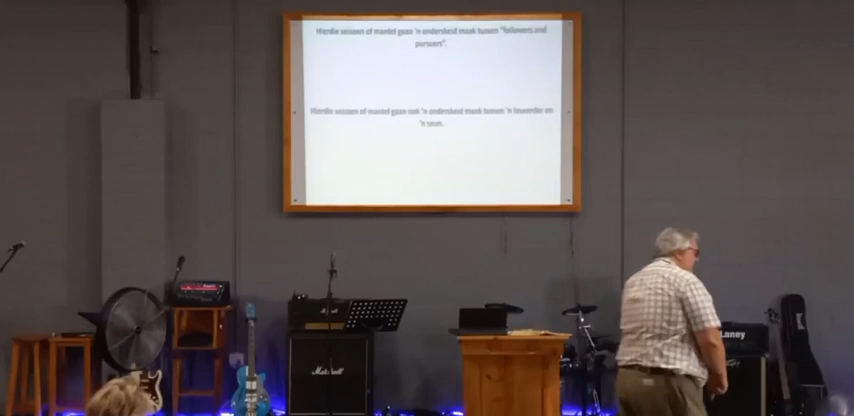 Hierdie seisoen of mantel gaan 'n onderskeid maak tussen "followers and
pursuers".
Hierdie seisoen of mantel gaan ook 'n onderskeid maak tussen 'n huurder en
'n seun.
Marshall
Laney